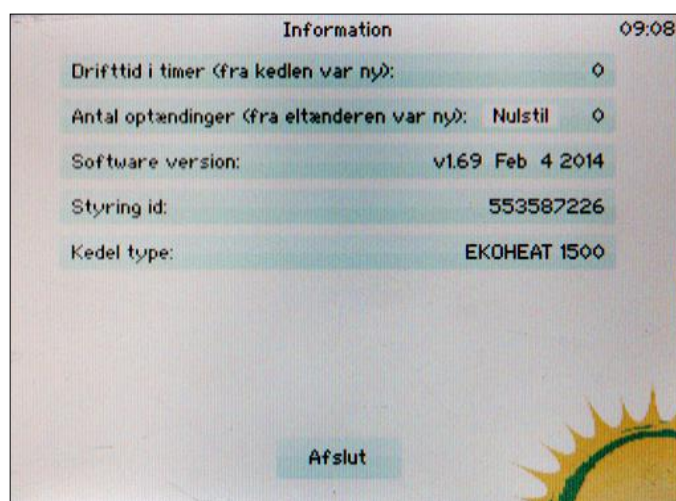 Information 09:08
Drifttid i timer (fra kedlen var ny): 0
Antal optændinger (fra eltænderen var ny): Nulstil 0
Software version: v1.69 Feb 4 2014
Styring id: 553587226
Kedel type: EKOHEAT 1500
Afslut